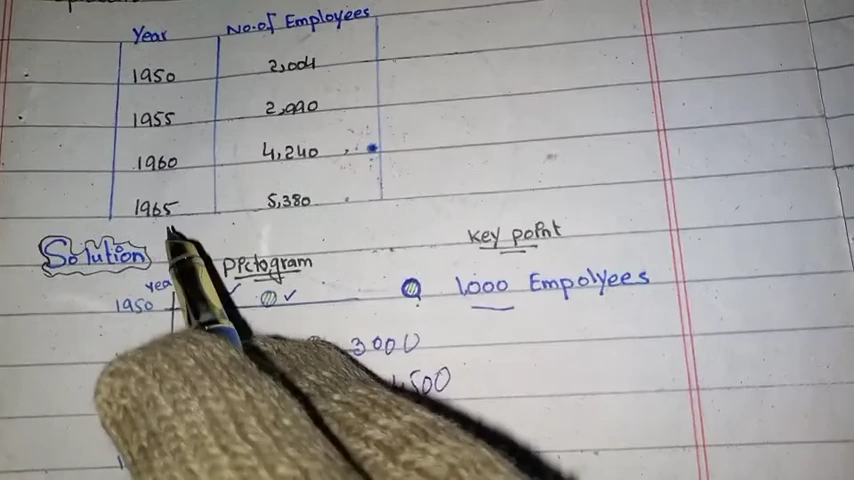 Year No.of Employees
1950 2,004
1955 2,990
1960 4,240
1965 5,380
Solution
Pictogram
key point
1950
1000 Empolyees
3000